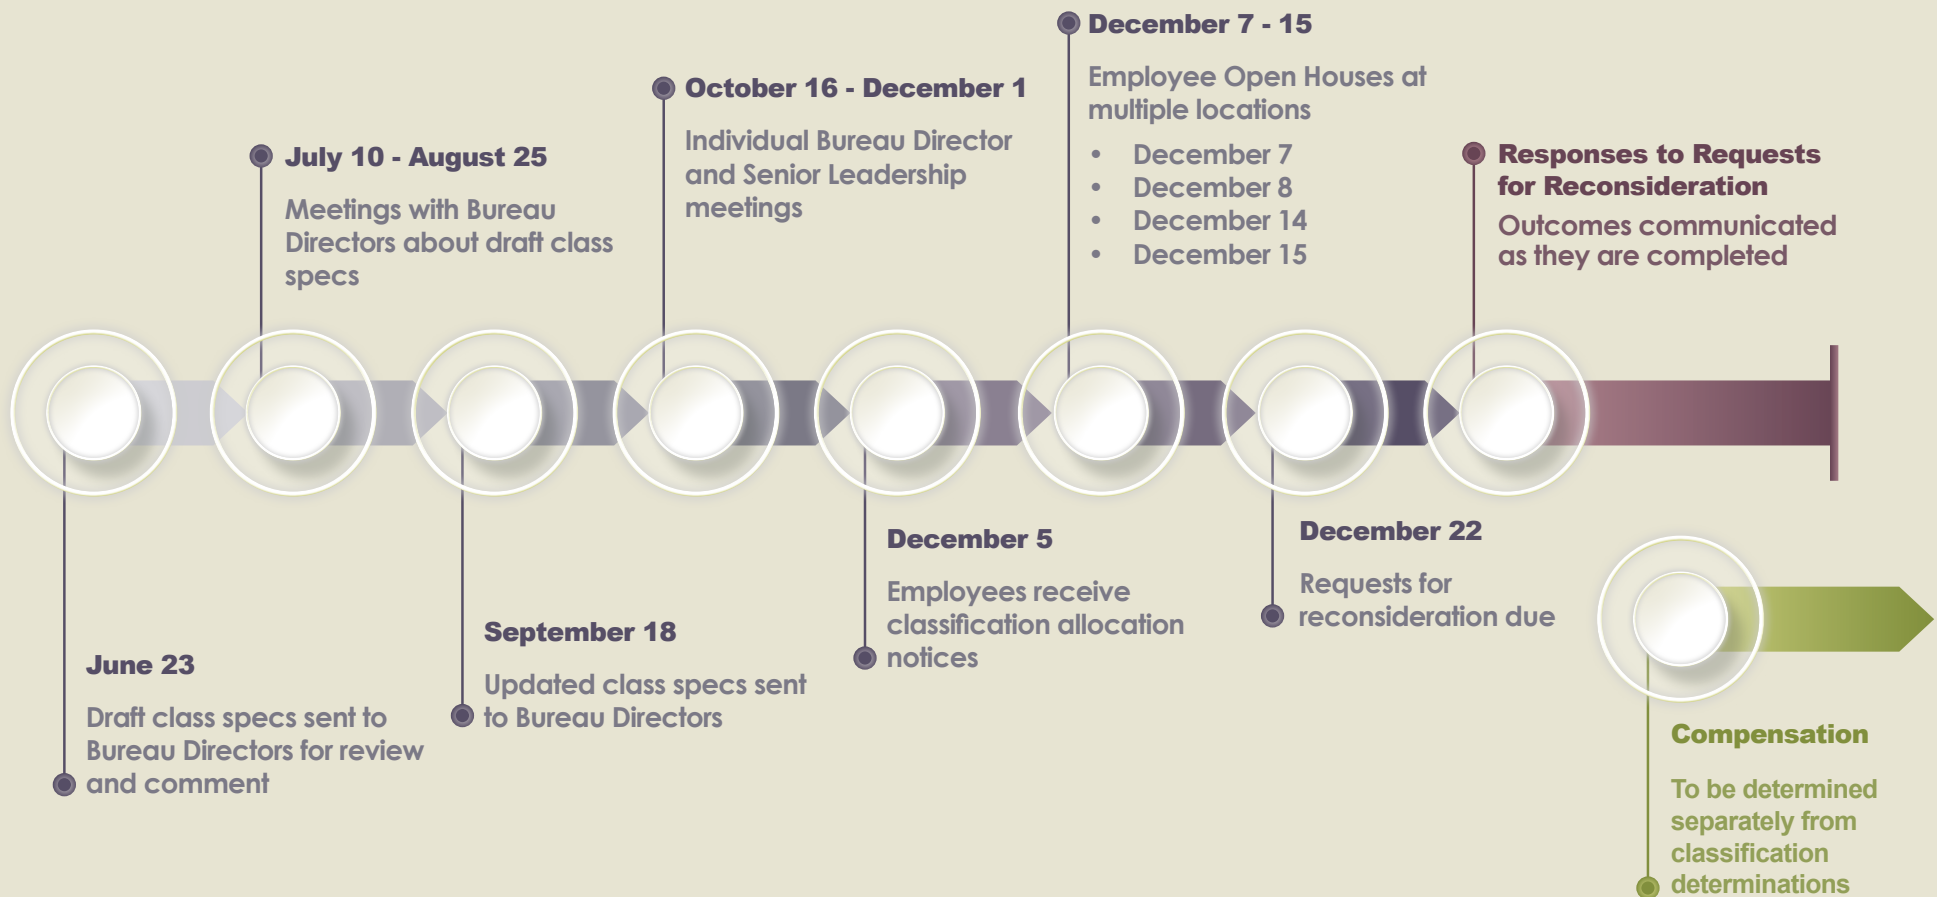 June 23
Draft class specs sent to
Bureau Directors for review
and comment
July 10 - August 25
Meetings with Bureau
Directors about draft class
specs
September 18
Updated class specs sent
to Bureau Directors
October 16 - December 1
Individual Bureau Director
and Senior Leadership
meetings
December 5
Employees receive
classification allocation
notices
December 7 - 15
Employee Open Houses at
multiple locations
• December 7
• December 8
• December 14
• December 15
December 22
Requests for
reconsideration due
Responses to Requests
for Reconsideration
Outcomes communicated
as they are completed
Compensation
To be determined
separately from
classification
determinations